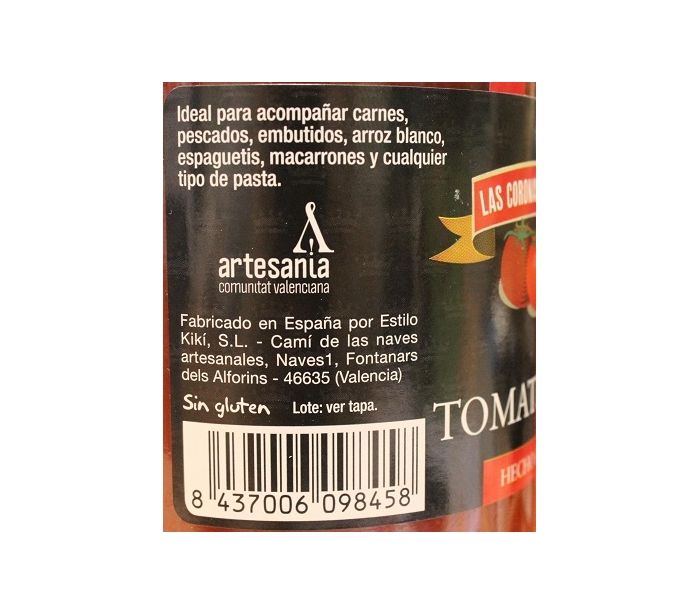 Ideal para acompañar carnes,
pescados, embutidos, arroz blanco,
espaguetis, macarrones y cualquier
tipo de pasta.
artesania
comunitat valenciana
Fabricado en España por Estilo
Kikí, S.L. - Camí de las naves
artesanales, Naves1, Fontanars
dels Alforins - 46635 (Valencia)
Sin gluten Lote: ver tapa.
8 437006 098458
LAS CORON
TOMAT
HECHO